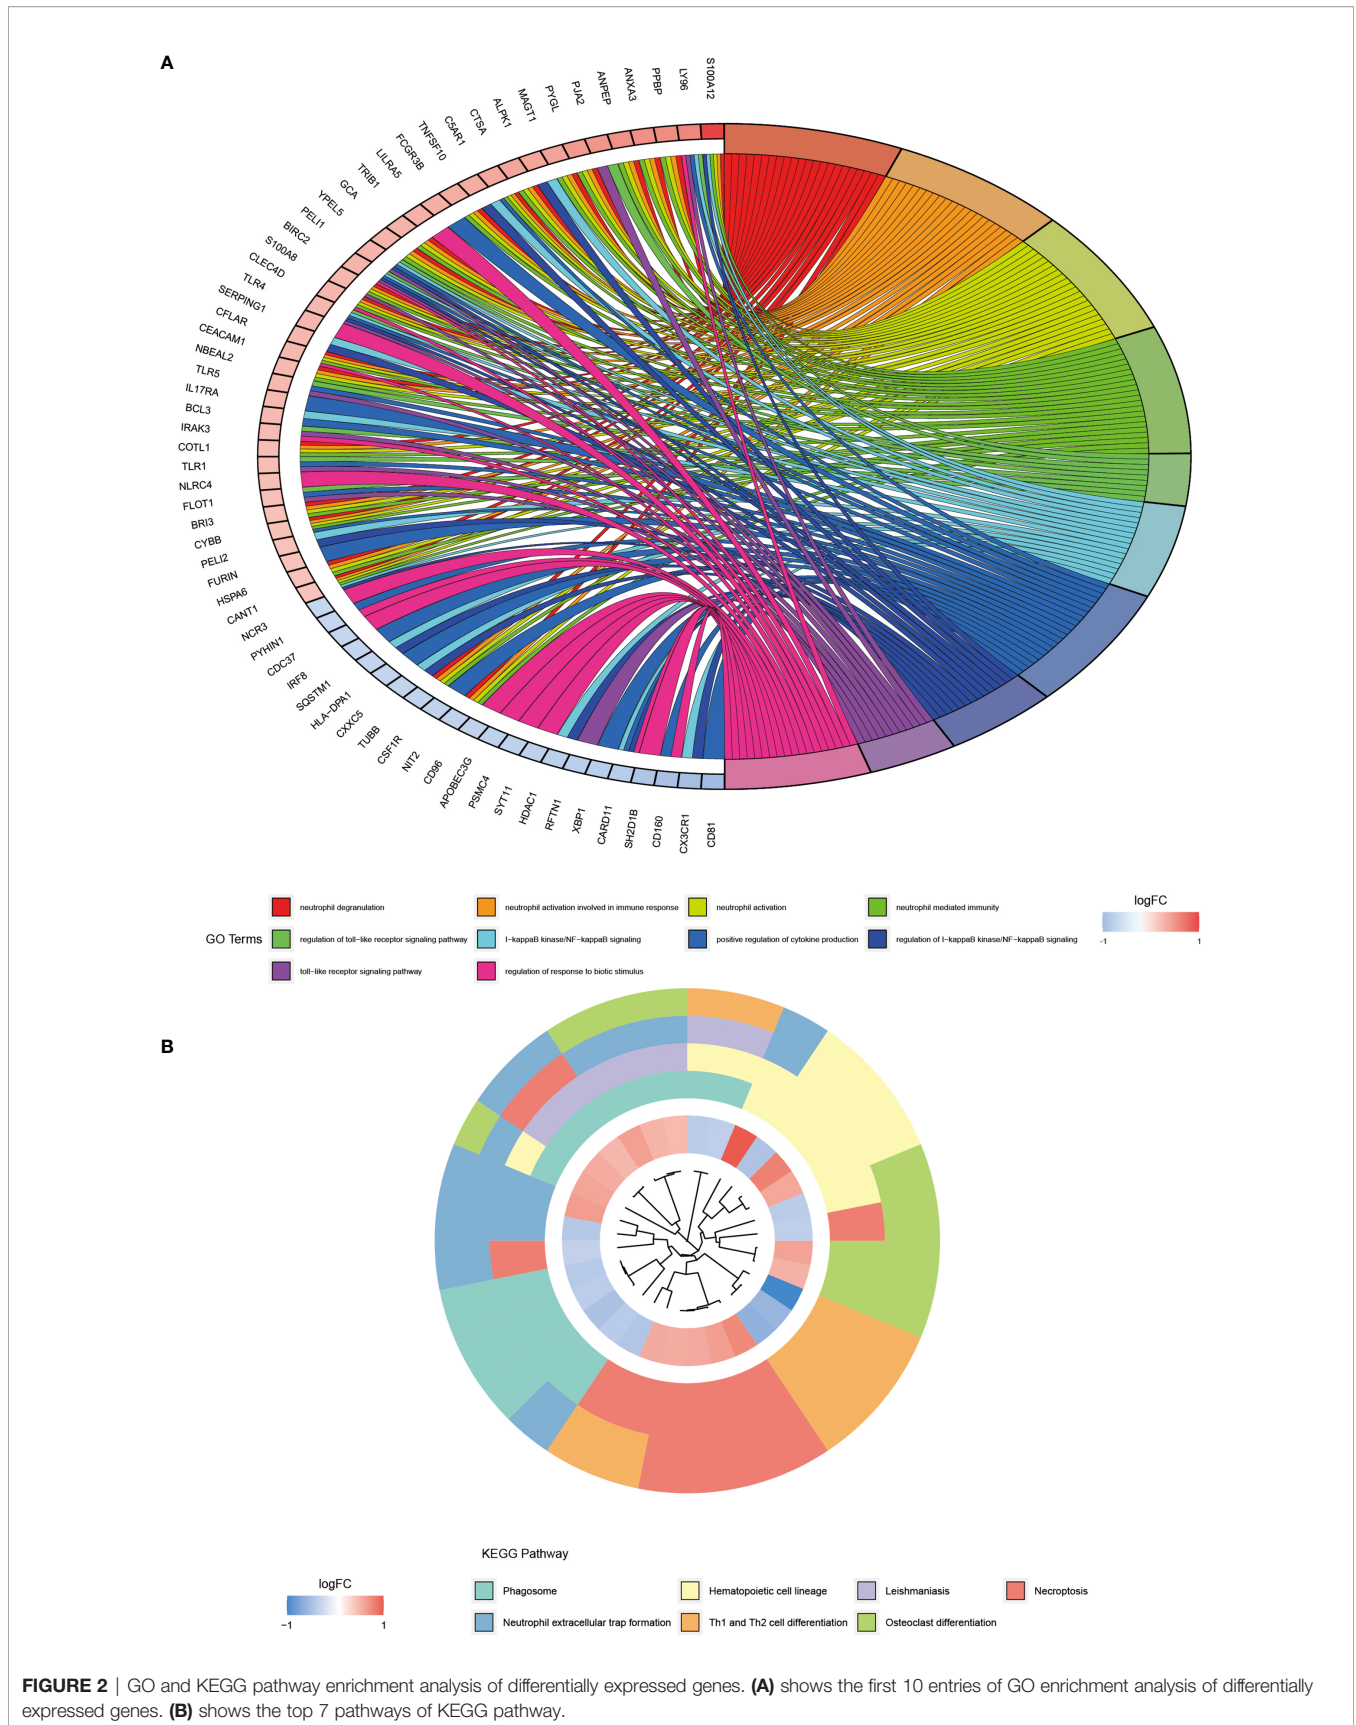 A
S100A12
LY96
PPBP
ANXA3
ANPEP
PJA2
PYGL
MAGT1
ALPK1
CTSA
C5AR1
TNFSF10
FCGR3B
LILRA5
TRIB1
GCA
YPEL5
PELI1
BIRC2
S100A8
CLEC4D
TLR4
SERPING1
CFLAR
CEACAM1
NBEAL2
TLR5
IL17RA
BCL3
IRAK3
COTL1
TLR1
NLRC4
FLOT1
BRI3
CYBB
PELI2
FURIN
HSPA6
CANT1
NCR3
PYHIN1
CDC37
IRF8
SQSTM1
HLA−DPA1
CXXC5
TUBB
CSF1R
NIT2
CD96
APOBEC3G
PSMC4
SYT11
HDAC1
RFTN1
XBP1
CARD11
SH2D1B
CD160
CX3CR1
CD81
GO Terms
neutrophil degranulation
neutrophil activation involved in immune response
neutrophil activation
neutrophil mediated immunity
regulation of toll−like receptor signaling pathway
I−kappaB kinase/NF−kappaB signaling
positive regulation of cytokine production
regulation of I−kappaB kinase/NF−kappaB signaling
toll−like receptor signaling pathway
regulation of response to biotic stimulus
logFC
-1 1
B
KEGG Pathway
logFC
−1 1
Phagosome
Hematopoietic cell lineage
Leishmaniasis
Necroptosis
Neutrophil extracellular trap formation
Th1 and Th2 cell differentiation
Osteoclast differentiation
FIGURE 2 | GO and KEGG pathway enrichment analysis of differentially expressed genes. (A) shows the first 10 entries of GO enrichment analysis of differentially
expressed genes. (B) shows the top 7 pathways of KEGG pathway.